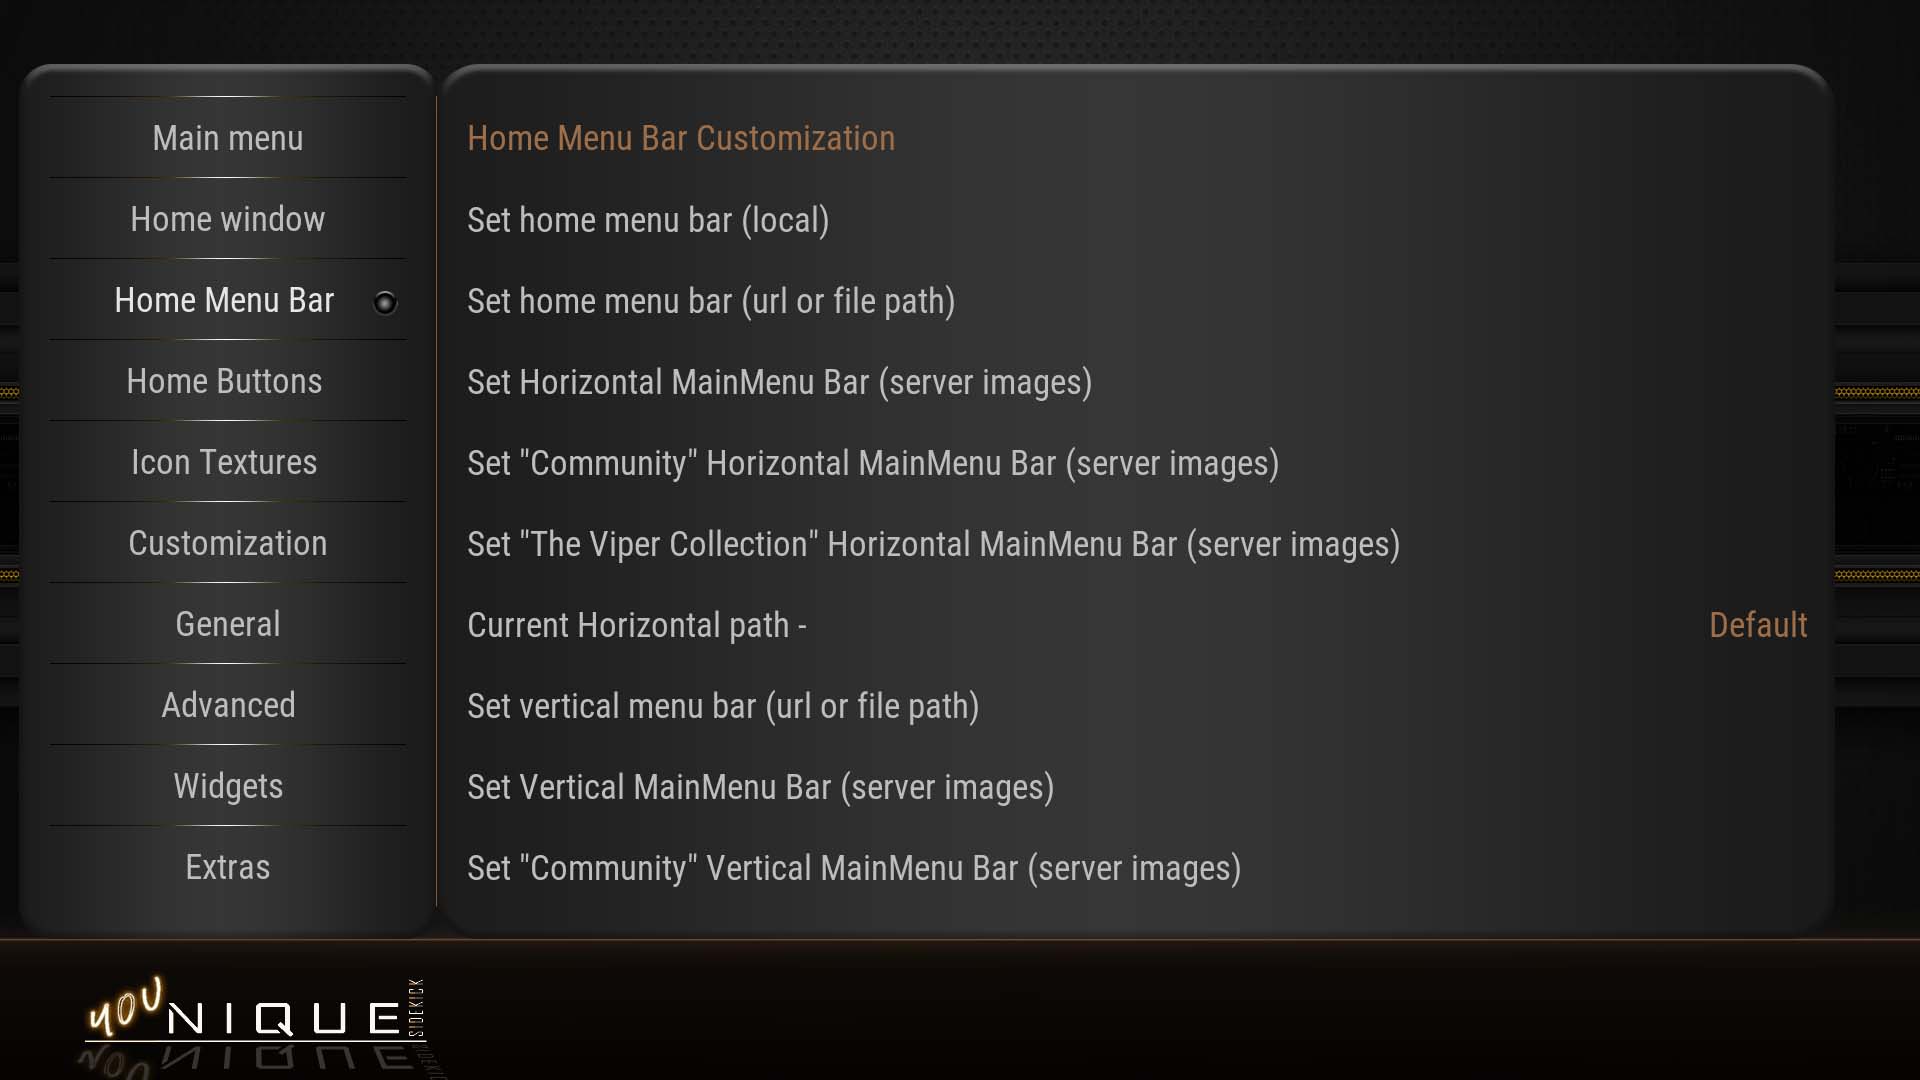 Main menu
Home window
Home Menu Bar
Home Buttons
Icon Textures
Customization
General
Advanced
Widgets
Extras
Home Menu Bar Customization
Set home menu bar (local)
Set home menu bar (url or file path)
Set Horizontal MainMenu Bar (server images)
Set "Community" Horizontal MainMenu Bar (server images)
Set "The Viper Collection" Horizontal MainMenu Bar (server images)
Current Horizontal path - Default
Set vertical menu bar (url or file path)
Set Vertical MainMenu Bar (server images)
Set "Community" Vertical MainMenu Bar (server images)
YOUNIQUE SIDEKICK